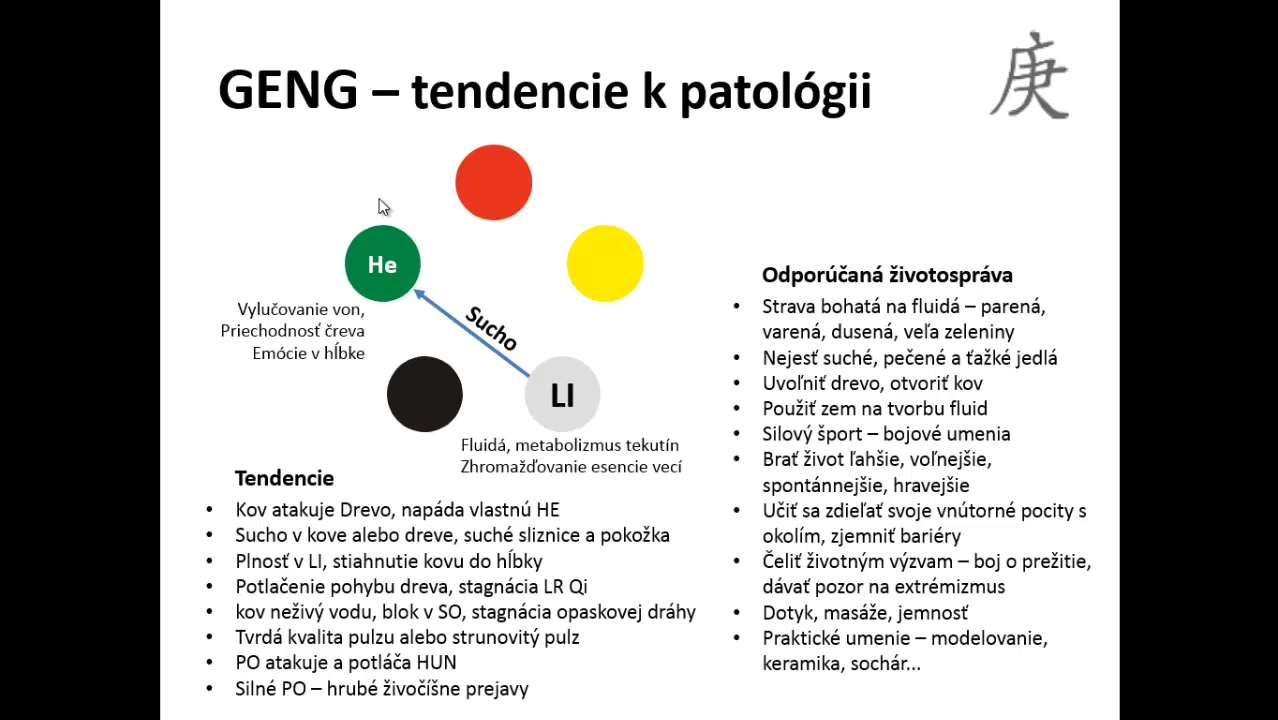 GENG – tendencie k patológii
庚
He
Sucho
LI
Vylučovanie von,
Priechodnosť čreva
Emócie v hĺbke
Fluidá, metabolizmus tekutín
Zhromažďovanie esencie vecí
Tendencie
• Kov atakuje Drevo, napáda vlastnú HE
• Sucho v kove alebo dreve, suché sliznice a pokožka
• Plnosť v LI, stiahnutie kovu do hĺbky
• Potlačenie pohybu dreva, stagnácia LR Qi
• kov neživý vodu, blok v SO, stagnácia opaskovej dráhy
• Tvrdá kvalita pulzu alebo strunovitý pulz
• PO atakuje a potláča HUN
• Silné PO – hrubé živočíšne prejavy
Odporúčaná životospráva
• Strava bohatá na fluidá – parená,
varená, dusená, veľa zeleniny
• Nejesť suché, pečené a ťažké jedlá
• Uvoľniť drevo, otvoriť kov
• Použiť zem na tvorbu fluid
• Silový šport – bojové umenia
• Brať život ľahšie, voľnejšie,
spontánnejšie, hravejšie
• Učiť sa zdieľať svoje vnútorné pocity s
okolím, zjemniť bariéry
• Čeliť životným výzvam – boj o prežitie,
dávať pozor na extrémizmus
• Dotyk, masáže, jemnosť
• Praktické umenie – modelovanie,
keramika, sochár...